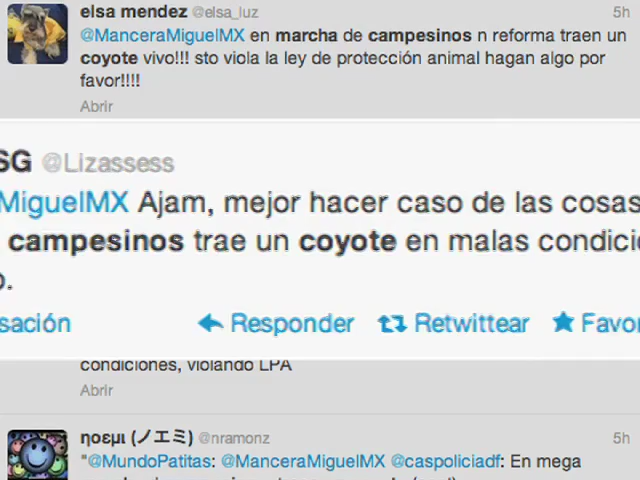 elsa mendez @elsa_luz 5h
@ManceraMiguelMX en marcha de campesinos n reforma traen un
coyote vivo!!! sto viola la ley de protección animal hagan algo por
favor!!!!
Abrir
SG @Lizassess
MiguelMX Ajam, mejor hacer caso de las cosas
campesinos trae un coyote en malas condicio
o.
sación Responder Retwittear Favor
condiciones, violando LPA
Abrir
ηοεμι (ノエミ) @nramonz 5h
"@MundoPatitas: @ManceraMiguelMX @caspoliciadf: En mega